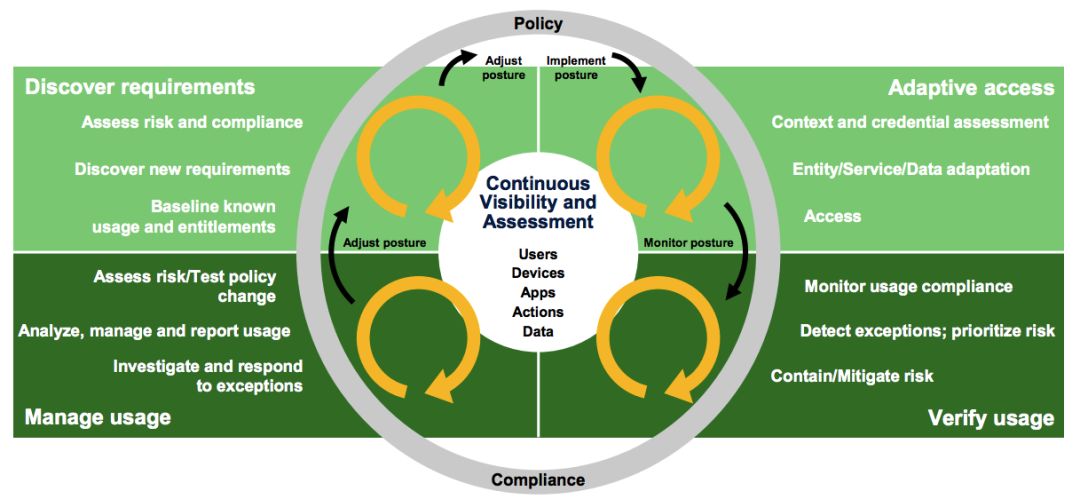 Policy
Adjust
posture
Implement
posture
Discover requirements
Assess risk and compliance
Discover new requirements
Baseline known
usage and entitlements
Adaptive access
Context and credential assessment
Entity/Service/Data adaptation
Access
Continuous
Visibility and
Assessment
Users
Devices
Apps
Actions
Data
Adjust posture
Monitor posture
Assess risk/Test policy
change
Analyze, manage and report usage
Investigate and respond
to exceptions
Manage usage
Monitor usage compliance
Detect exceptions; prioritize risk
Contain/Mitigate risk
Verify usage
Compliance